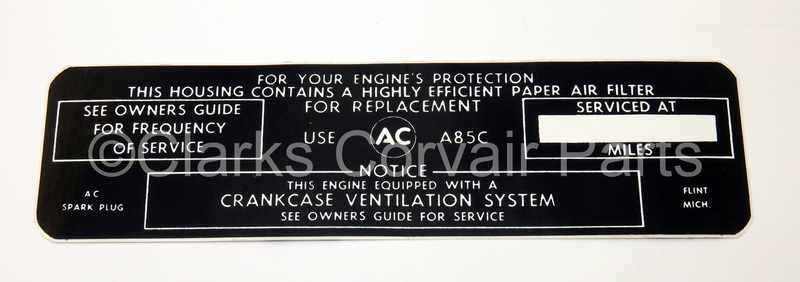 FOR YOUR ENGINE'S PROTECTION
THIS HOUSING CONTAINS A HIGHLY EFFICIENT PAPER AIR FILTER
SEE OWNERS GUIDE
FOR FREQUENCY
OF SERVICE
FOR REPLACEMENT
USE AC A85C
SERVICED AT
MILES
©Clarks Corvair Parts
NOTICE
THIS ENGINE EQUIPPED WITH A
CRANKCASE VENTILATION SYSTEM
SEE OWNERS GUIDE FOR SERVICE
AC
SPARK PLUG
FLINT
MICH.